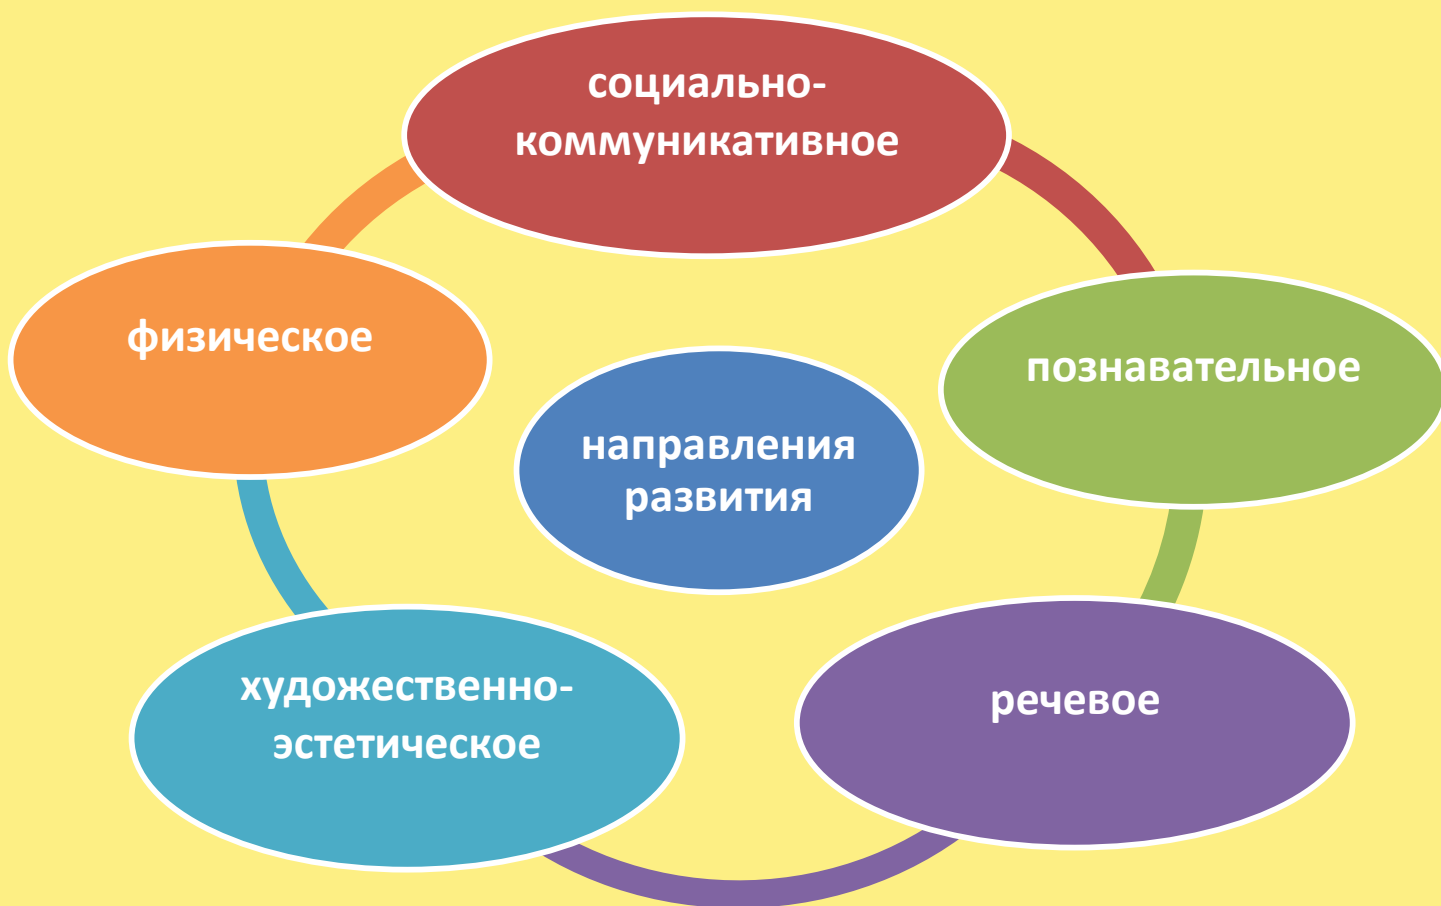 социально-
коммуникативное
физическое
познавательное
направления
развития
художественно-
эстетическое
речевое